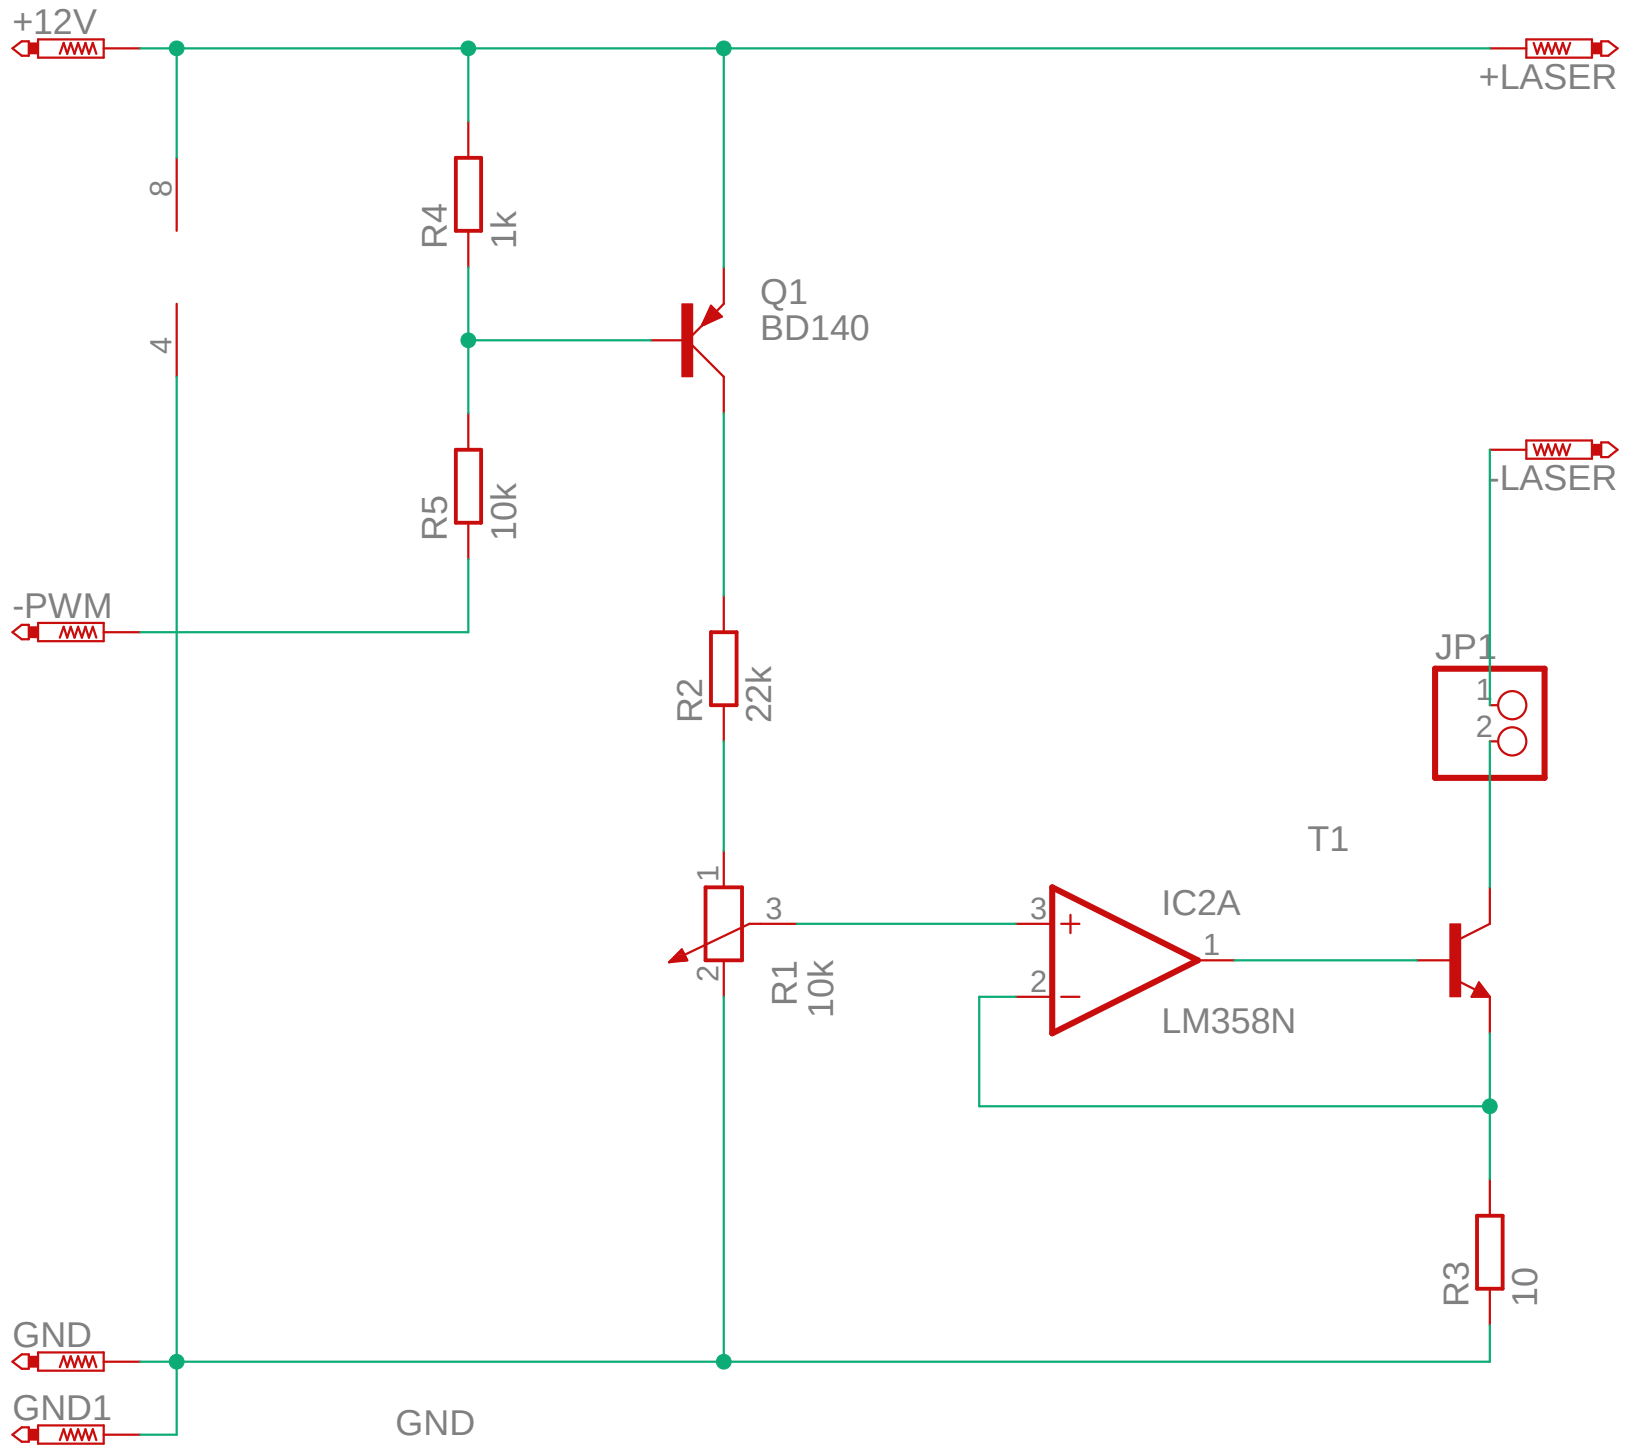 +12V
+LASER
8
R4
1k
4
Q1
BD140
-LASER
R5
10k
-PWM
JP1
1
2
R2
22k
T1
1
3
2
R1
10k
3
2
IC2A
1
LM358N
R3
10
GND
GND1
GND